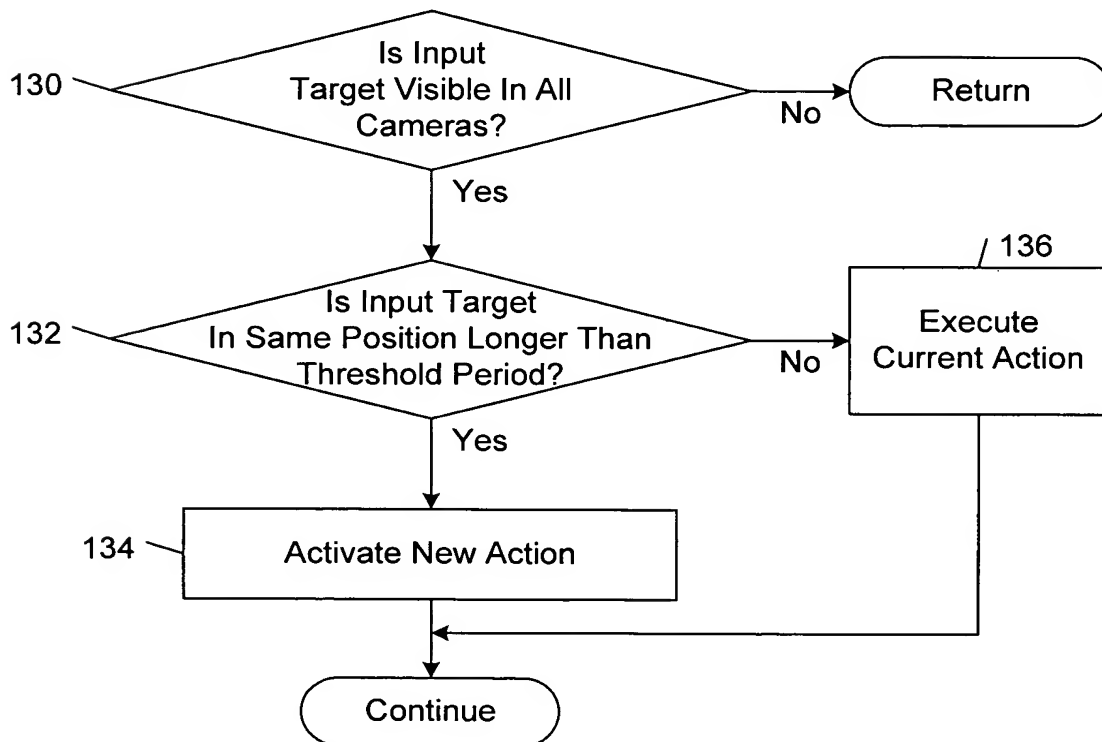 Is Input
Target Visible In All
Cameras?
130
No
Return
Yes
136
Is Input Target
In Same Position Longer Than
Threshold Period?
132
No
Execute
Current Action
Yes
134
Activate New Action
Continue